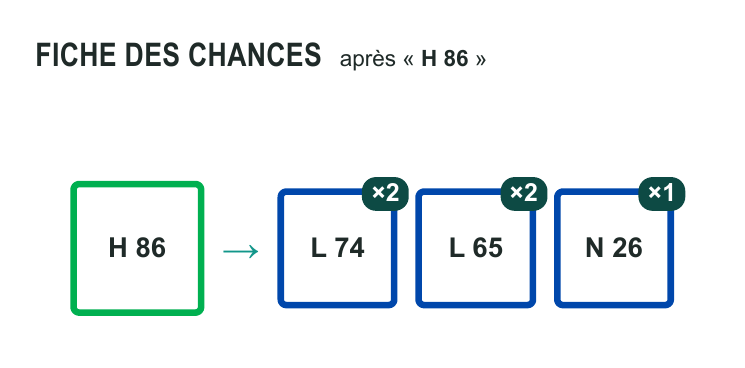 FICHE DES CHANCES après « H 86 »
×2 ×2 ×1
H 86 → L 74 L 65 N 26